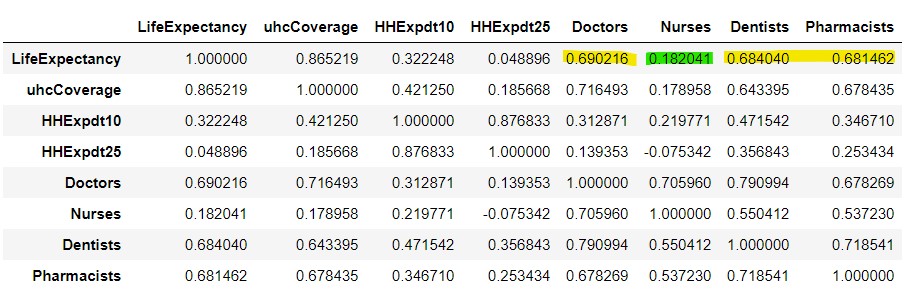 LifeExpectancy uhcCoverage HHExpdt10 HHExpdt25 Doctors Nurses Dentists Pharmacists
LifeExpectancy 1.000000 0.865219 0.322248 0.048896 0.690216 0.182041 0.684040 0.681462
uhcCoverage 0.865219 1.000000 0.421250 0.185668 0.716493 0.178958 0.643395 0.678435
HHExpdt10 0.322248 0.421250 1.000000 0.876833 0.312871 0.219771 0.471542 0.346710
HHExpdt25 0.048896 0.185668 0.876833 1.000000 0.139353 -0.075342 0.356843 0.253434
Doctors 0.690216 0.716493 0.312871 0.139353 1.000000 0.705960 0.790994 0.678269
Nurses 0.182041 0.178958 0.219771 -0.075342 0.705960 1.000000 0.550412 0.537230
Dentists 0.684040 0.643395 0.471542 0.356843 0.790994 0.550412 1.000000 0.718541
Pharmacists 0.681462 0.678435 0.346710 0.253434 0.678269 0.537230 0.718541 1.000000